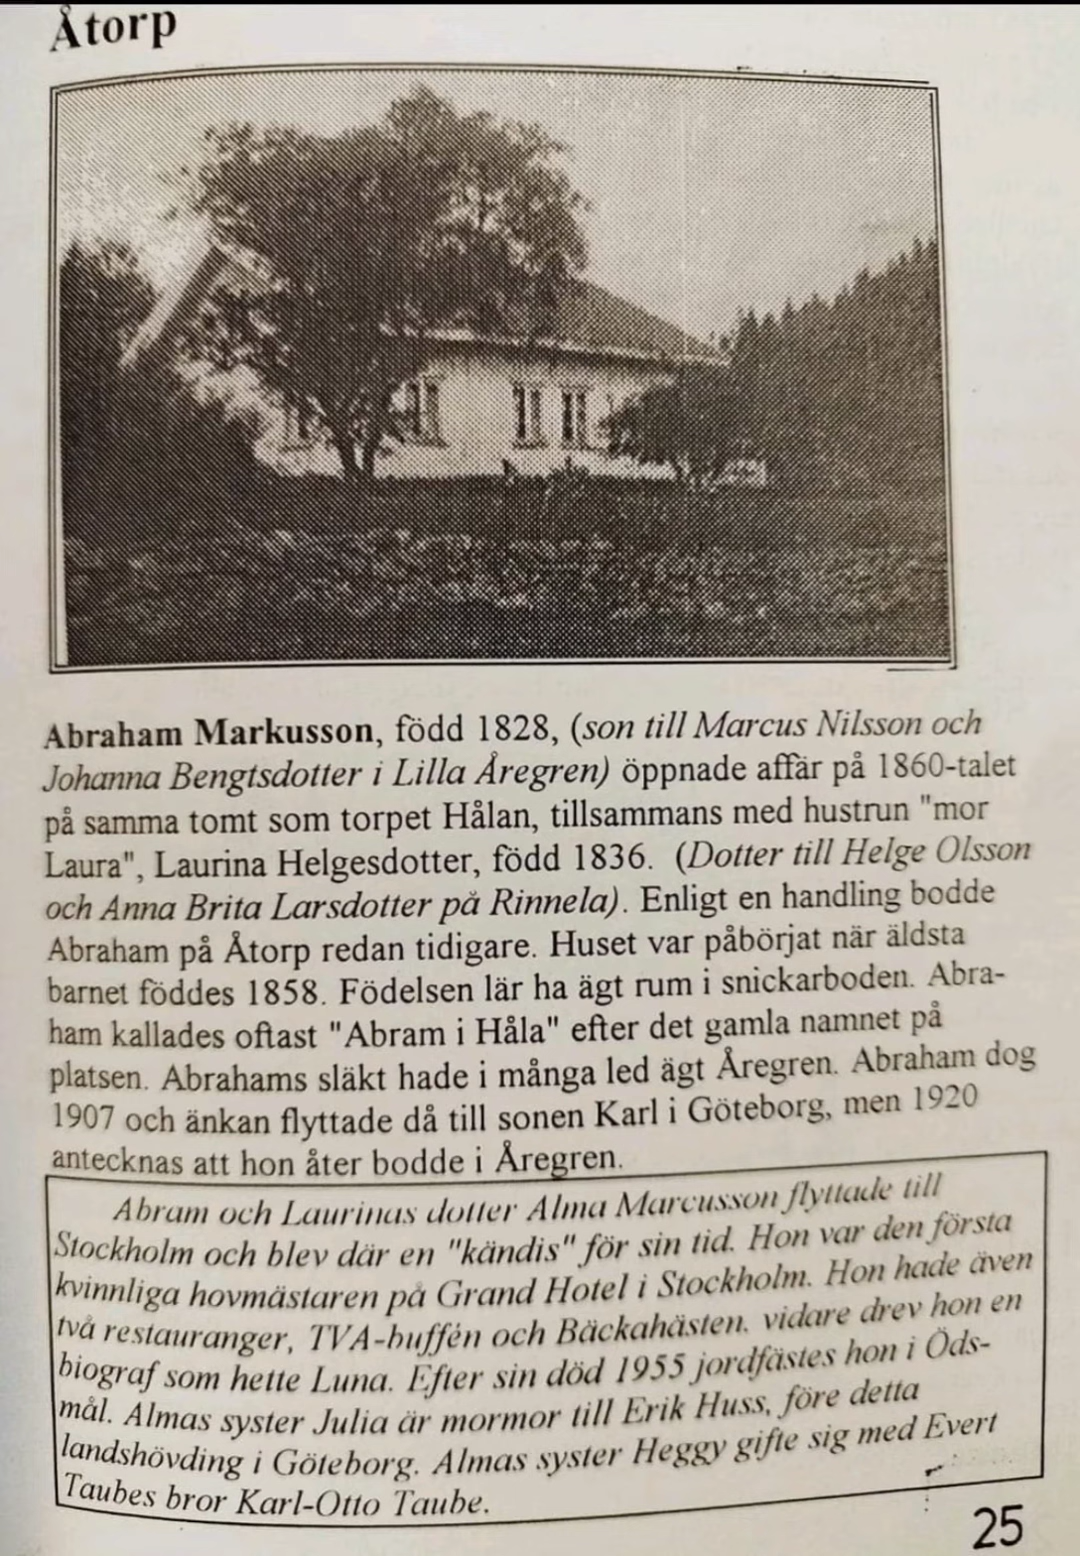 Åtorp
Abraham Markusson, född 1828, (son till Marcus Nilsson och
Johanna Bengtsdotter i Lilla Åregren) öppnade affär på 1860-talet
på samma tomt som torpet Hålan, tillsammans med hustrun "mor
Laura", Laurina Helgesdotter, född 1836. (Dotter till Helge Olsson
och Anna Brita Larsdotter på Rinnela). Enligt en handling bodde
Abraham på Åtorp redan tidigare. Huset var påbörjat när äldsta
barnet föddes 1858. Födelsen lär ha ägt rum i snickarboden. Abra-
ham kallades oftast "Abram i Håla" efter det gamla namnet på
platsen. Abrahams släkt hade i många led ägt Åregren. Abraham dog
1907 och änkan flyttade då till sonen Karl i Göteborg, men 1920
antecknas att hon åter bodde i Åregren.
Abram och Laurinas dotter Alma Marcusson flyttade till
Stockholm och blev där en "kändis" för sin tid. Hon var den första
kvinnliga hovmästaren på Grand Hotel i Stockholm. Hon hade även
två restauranger, TVA-buffén och Bäckahästen. vidare drev hon en
biograf som hette Luna. Efter sin död 1955 jordfästes hon i Öds-
mål. Almas syster Julia är mormor till Erik Huss, före detta
landshövding i Göteborg. Almas syster Heggy gifte sig med Evert
Taubes bror Karl-Otto Taube.
25